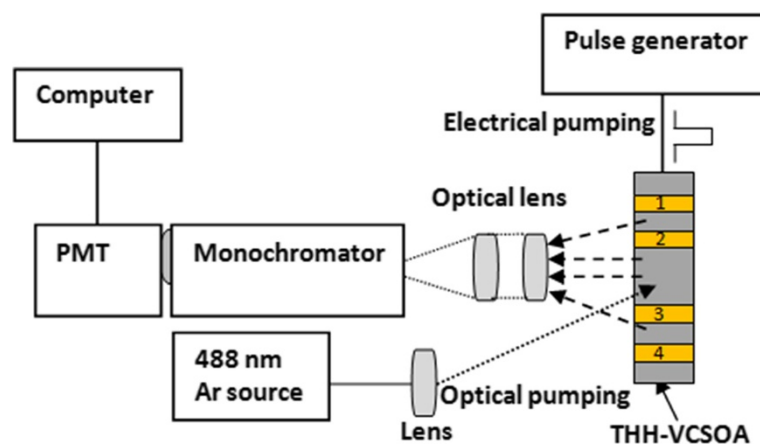 Pulse generator
Computer
Electrical pumping
Optical lens
1
PMT
Monochromator
2
3
488 nm
Ar source
4
Optical pumping
Lens
THH-VCSOA